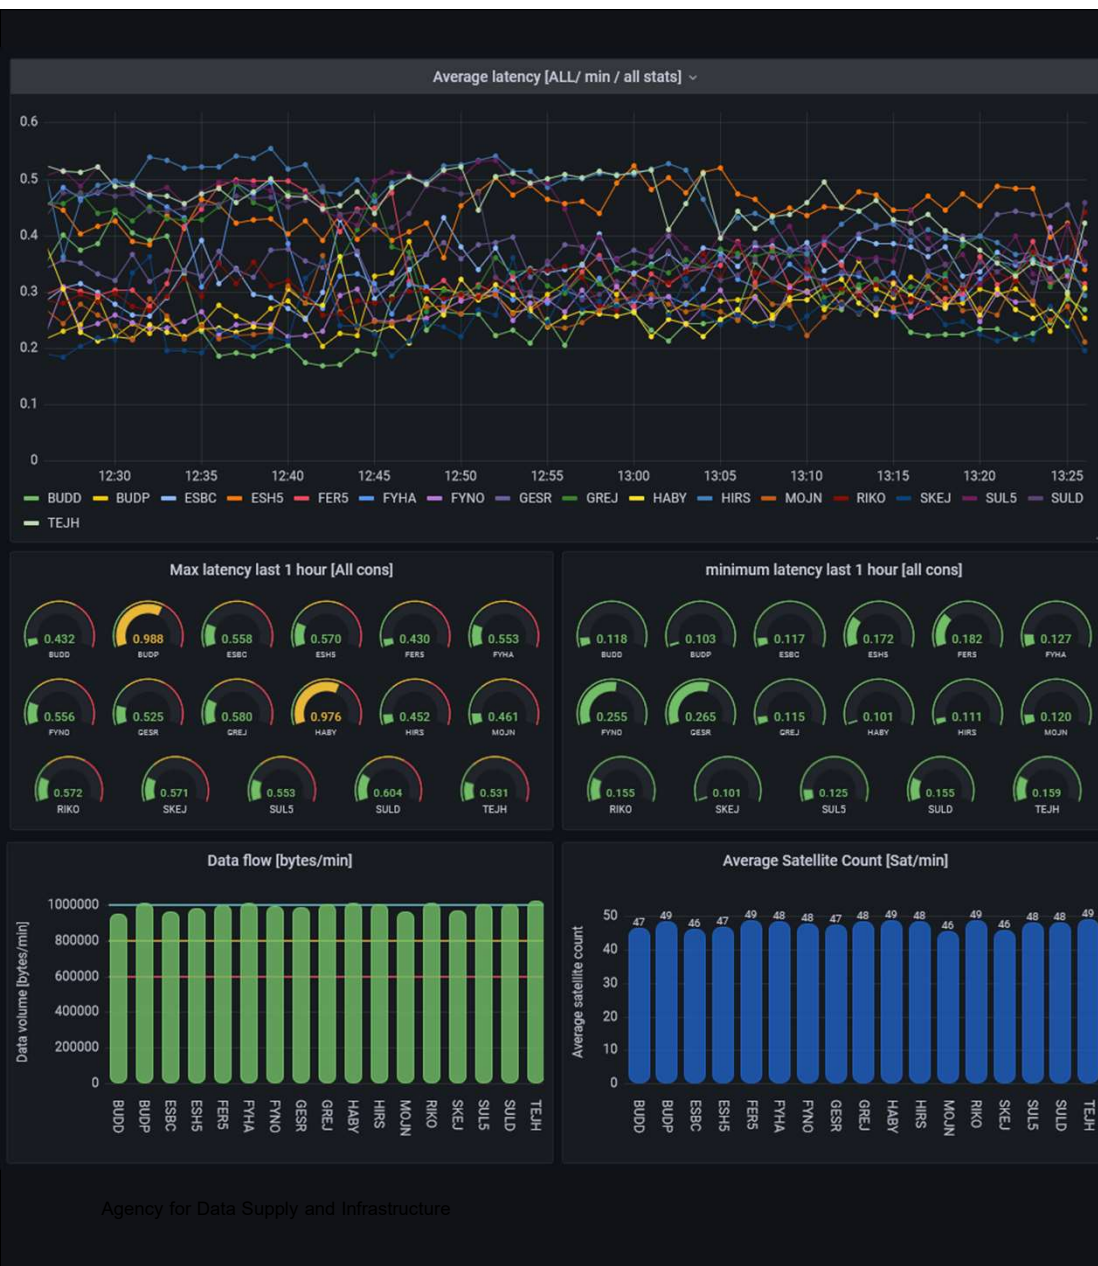 Average latency [ALL/ min / all stats]
0.6
0.5
0.4
0.3
0.2
0.1
0
12:30 12:35 12:40 12:45 12:50 12:55 13:00 13:05 13:10 13:15 13:20 13:25
BUDD BUDP ESBC ESH5 FER5 FYHA FYNO GESR GREJ HABY HIRS MOJN RIKO SKEJ SUL5 SULD
TEJH
Max latency last 1 hour [All cons]
0.432 0.988 0.558 0.570 0.430 0.553
BUDD BUDP ESBC ESH5 FER5 FYHA
0.556 0.525 0.580 0.976 0.452 0.461
FYNO GESR GREJ HABY HIRS MOJN
0.572 0.571 0.553 0.604 0.531
RIKO SKEJ SUL5 SULD TEJH
minimum latency last 1 hour [all cons]
0.118 0.103 0.117 0.172 0.182 0.127
BUDD BUDP ESBC ESH5 FER5 FYHA
0.255 0.265 0.115 0.101 0.111 0.120
FYNO GESR GREJ HABY HIRS MOJN
0.155 0.101 0.125 0.155 0.159
RIKO SKEJ SUL5 SULD TEJH
Data flow [bytes/min]
Data volume [bytes/min]
1000000
800000
600000
400000
200000
0
BUDD BUDP ESBC ESH5 FER5 FYHA FYNO GESR GREJ HABY HIRS MOJN RIKO SKEJ SUL5 SULD TEJH
Average Satellite Count [Sat/min]
Average satellite count
50
40
30
20
10
0
47 49 46 47 49 48 48 47 48 49 48 46 49 46 48 48 49
BUDD BUDP ESBC ESH5 FER5 FYHA FYNO GESR GREJ HABY HIRS MOJN RIKO SKEJ SUL5 SULD TEJH
Agency for Data Supply and Infrastructure